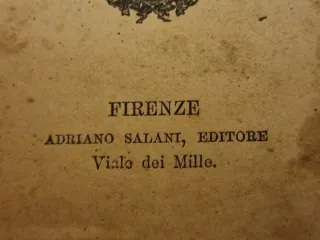 FIRENZE
ADRIANO SALANI, EDITORE
Viale dei Mille.